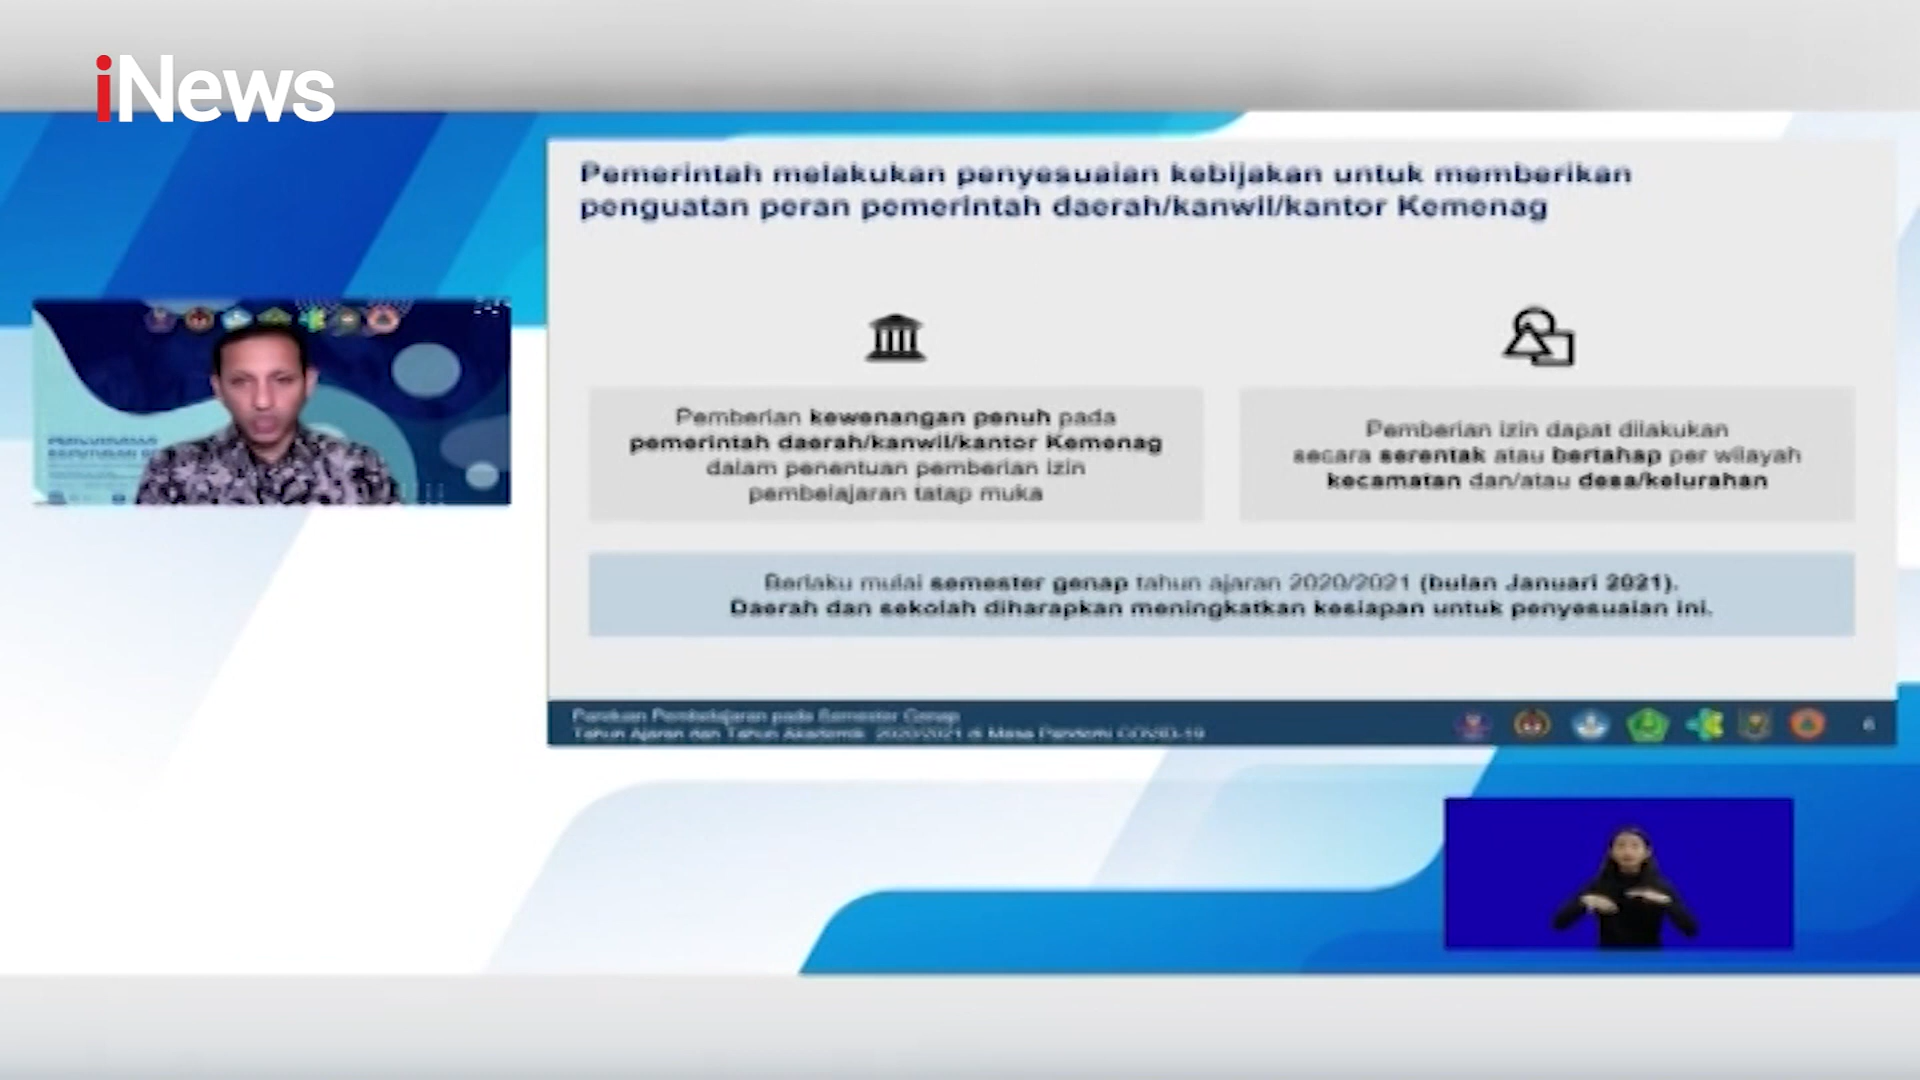 iNews
Pemerintah melakukan penyesuaian kebijakan untuk memberikan
penguatan peran pemerintah daerah/kanwil/kantor Kemenag
Pemberian kewenangan penuh pada
pemerintah daerah/kanwil/kantor Kemenag
dalam penentuan pemberian izin
pembelajaran tatap muka
Pemberian izin dapat dilakukan
secara serentak atau bertahap per wilayah
kecamatan dan/atau desa/kelurahan
Berlaku mulai semester genap tahun ajaran 2020/2021 (bulan Januari 2021).
Daerah dan sekolah diharapkan meningkatkan kesiapan untuk penyesuaian ini.
Panduan Pembelajaran pada Semester Genap
Tahun Ajaran dan Tahun Akademik 2020/2021 di Masa Pandemi COVID-19
6